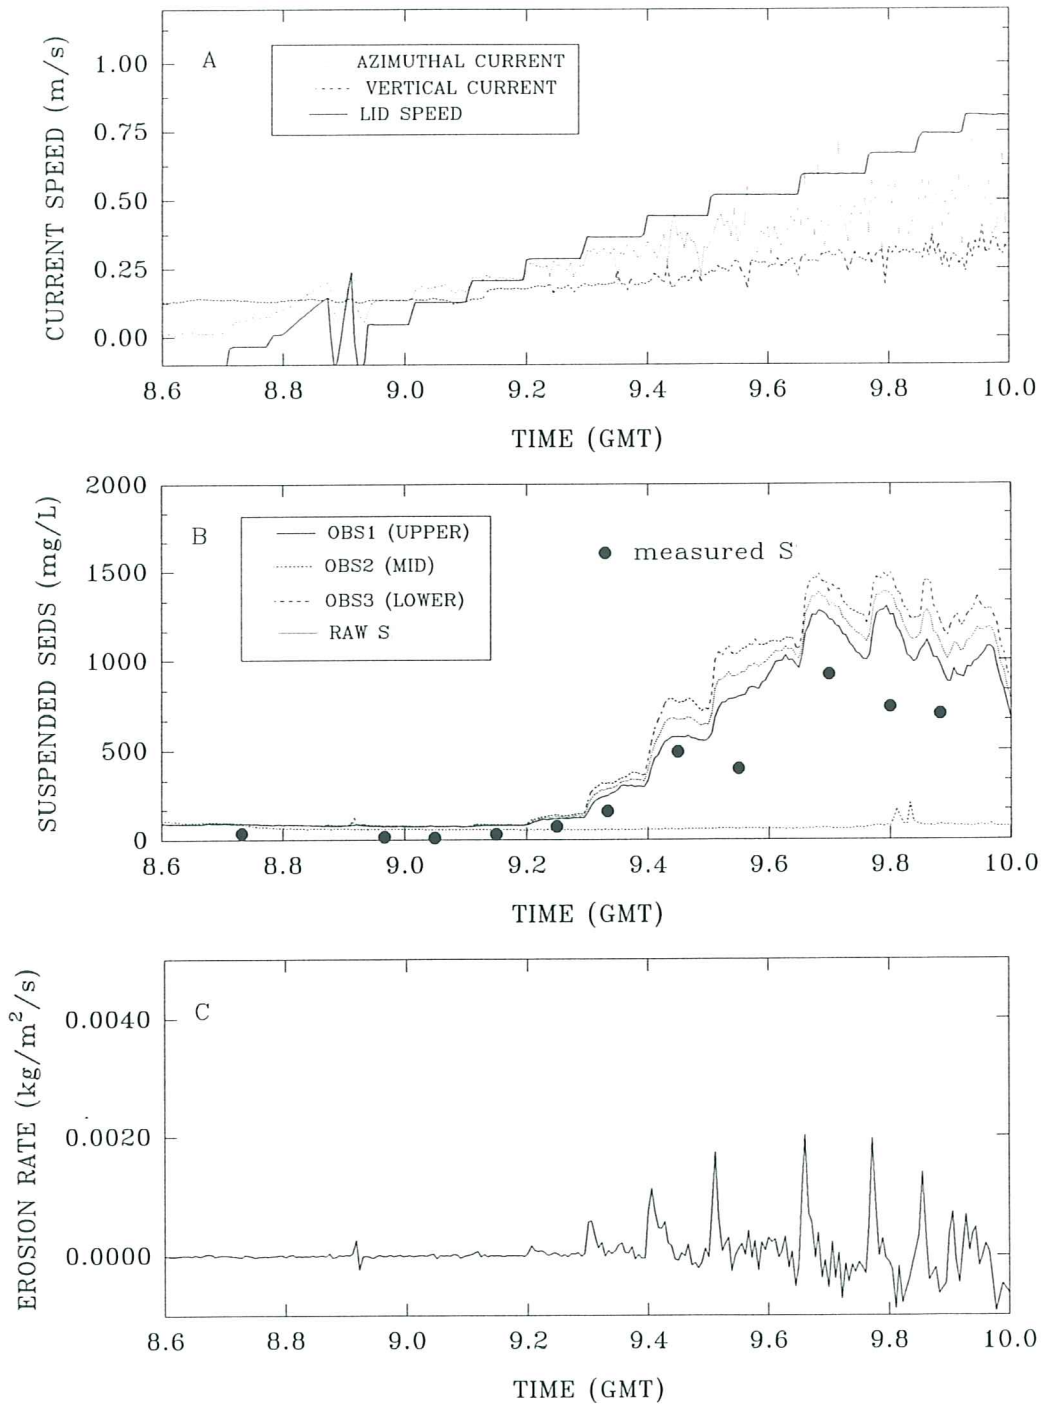 A
AZIMUTHAL CURRENT
VERTICAL CURRENT
LID SPEED
CURRENT SPEED (m/s)
1.00
0.75
0.50
0.25
0.00
8.6 8.8 9.0 9.2 9.4 9.6 9.8 10.0
TIME (GMT)
B
OBS1 (UPPER)
OBS2 (MID)
OBS3 (LOWER)
RAW S
measured S
SUSPENDED SEDS (mg/L)
2000
1500
1000
500
0
8.6 8.8 9.0 9.2 9.4 9.6 9.8 10.0
TIME (GMT)
C
EROSION RATE (kg/m²/s)
0.0040
0.0020
0.0000
8.6 8.8 9.0 9.2 9.4 9.6 9.8 10.0
TIME (GMT)